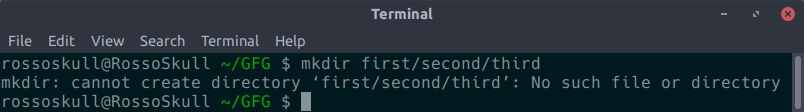 Terminal
File Edit View Search Terminal Help
rossoskull@RossoSkull ~/GFG $ mkdir first/second/third
mkdir: cannot create directory ‘first/second/third’: No such file or directory
rossoskull@RossoSkull ~/GFG $